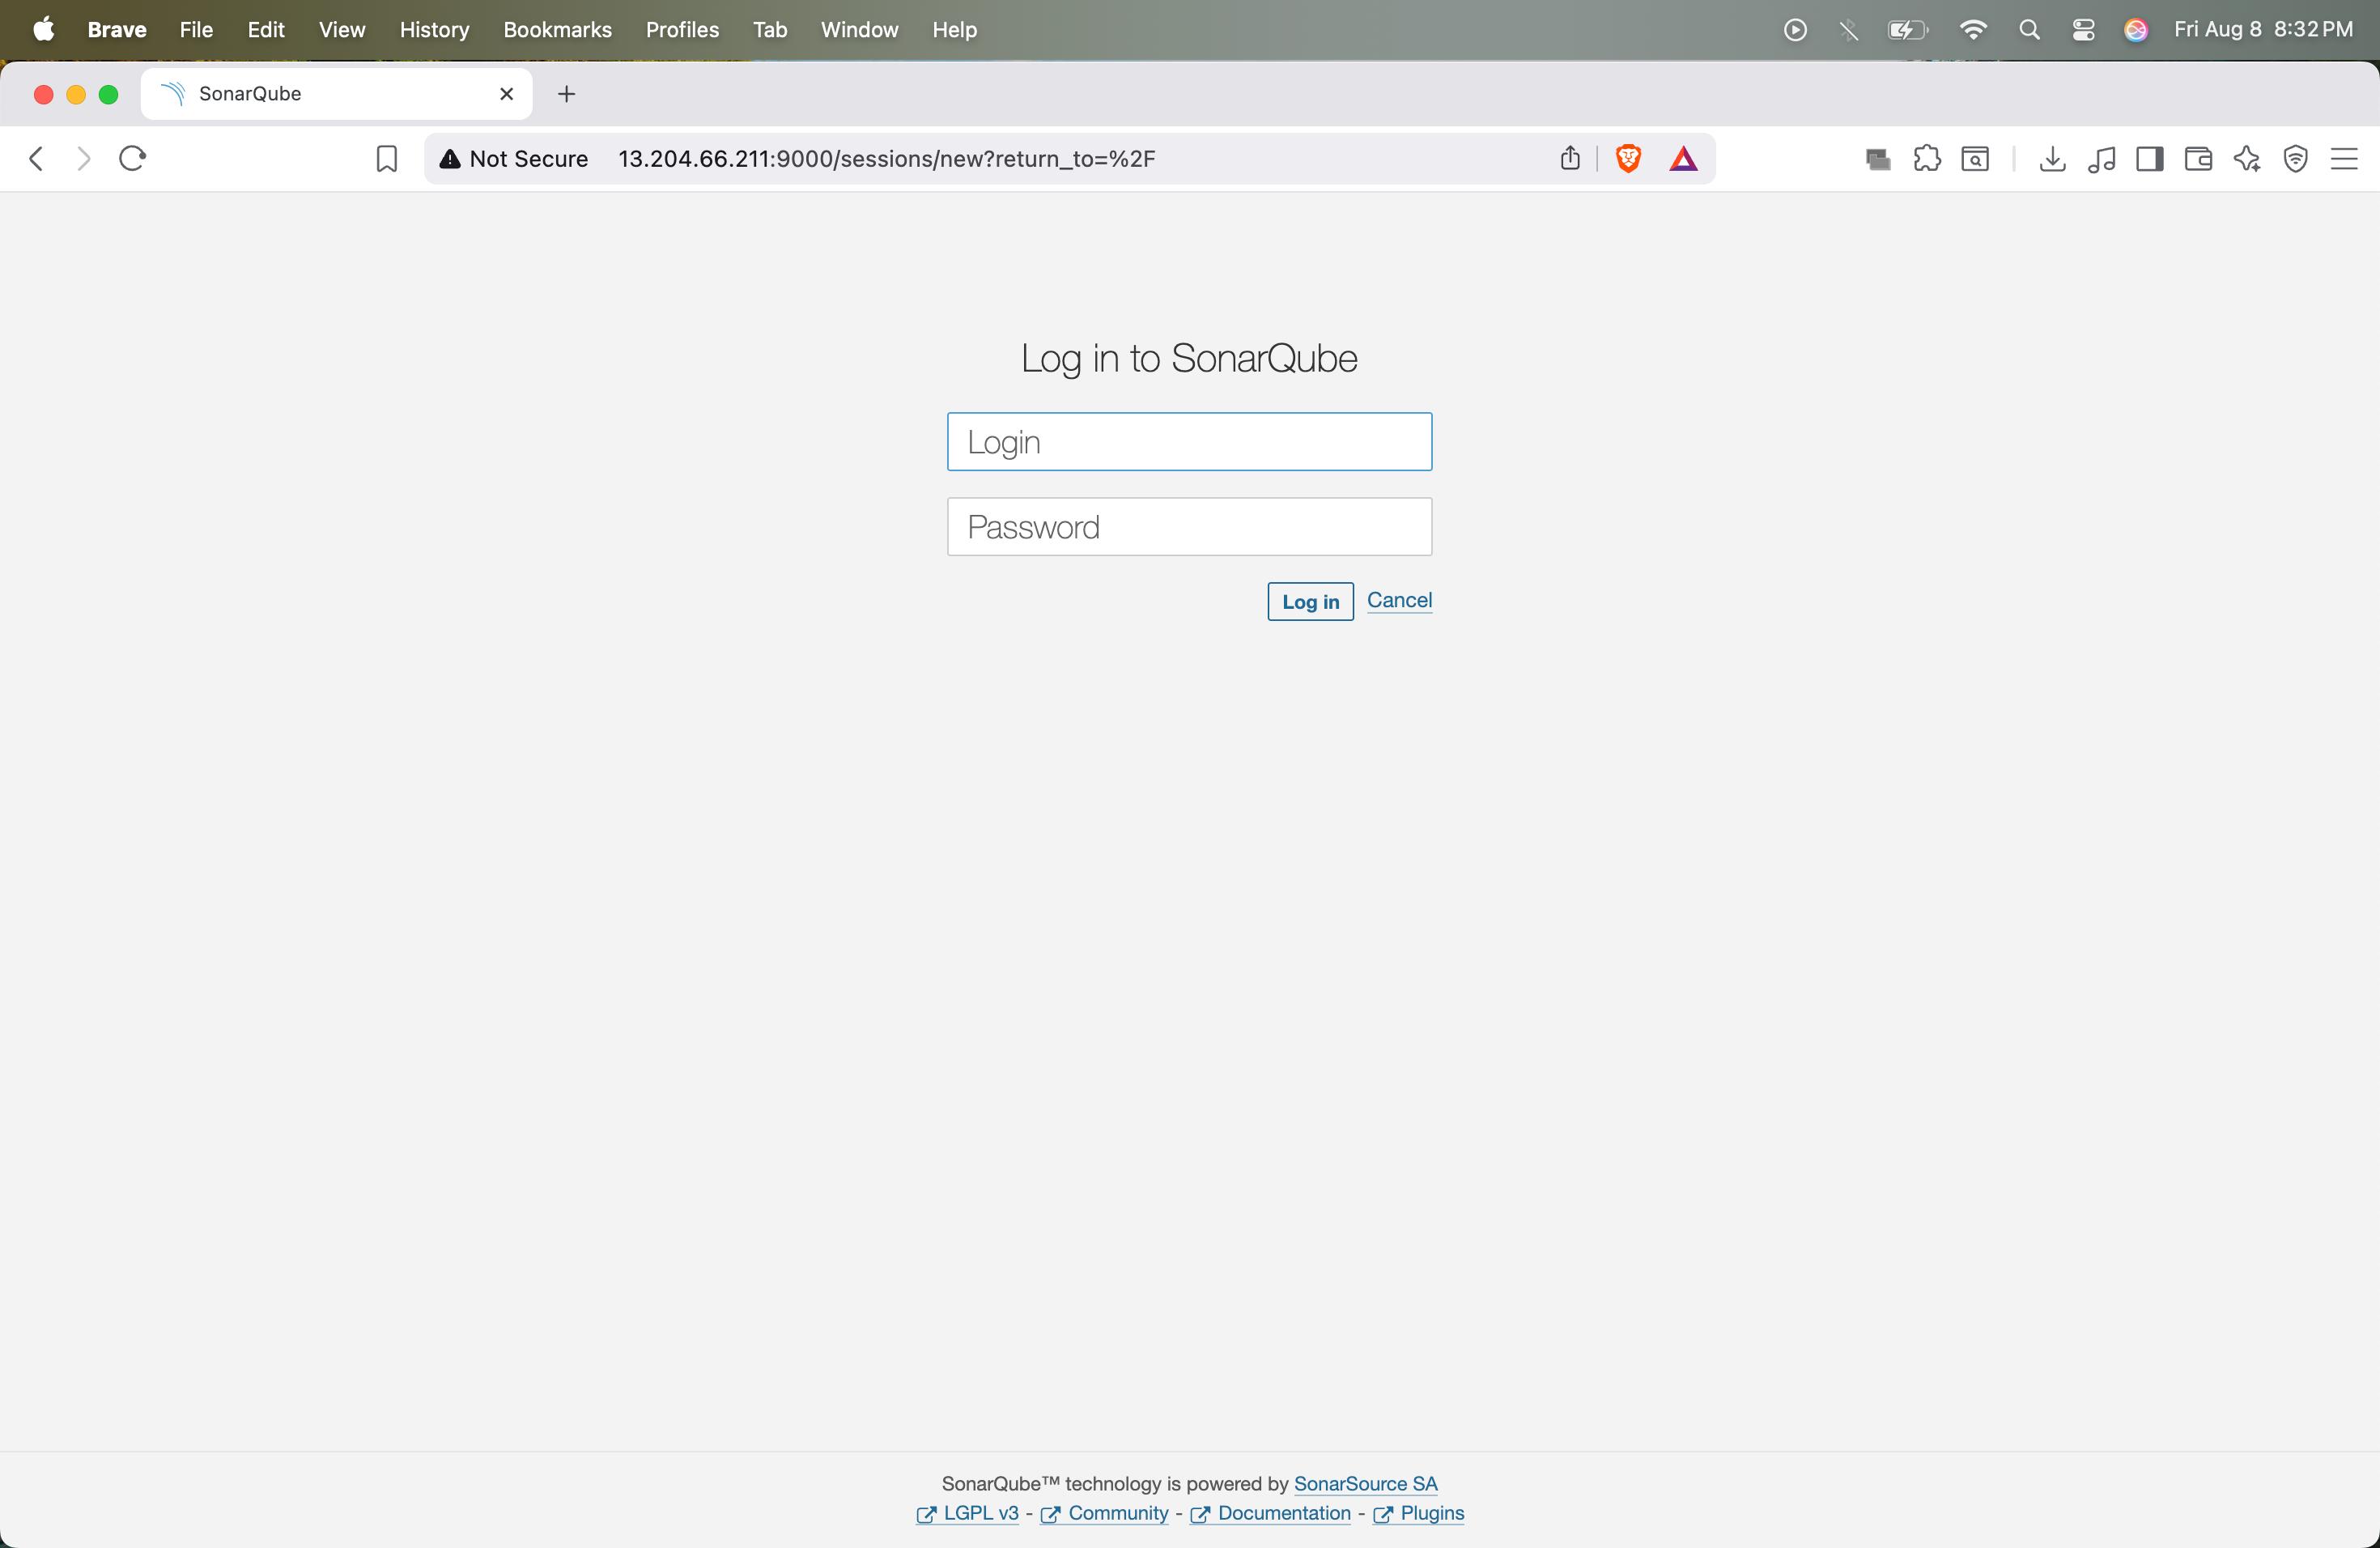 Brave File Edit View History Bookmarks Profiles Tab Window Help Fri Aug 8 8:32 PM
SonarQube
Not Secure 13.204.66.211:9000/sessions/new?return_to=%2F
Log in to SonarQube
Login
Password
Log in Cancel
SonarQube™ technology is powered by SonarSource SA
LGPL v3 - Community - Documentation - Plugins